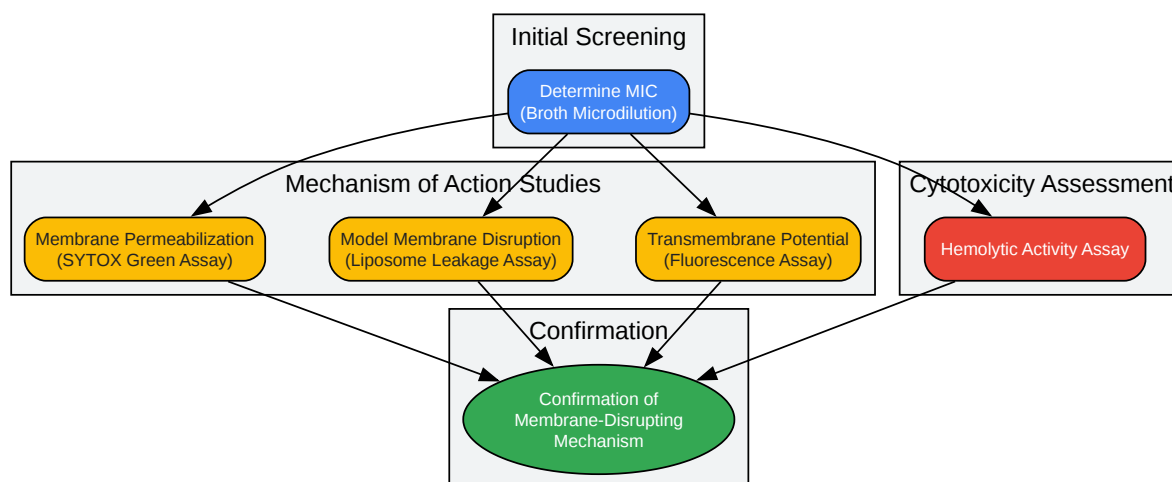 Initial Screening
Determine MIC
(Broth Microdilution)
Mechanism of Action Studies
Cytotoxicity Assessment
Membrane Permeabilization
(SYTOX Green Assay)
Model Membrane Disruption
(Liposome Leakage Assay)
Transmembrane Potential
(Fluorescence Assay)
Hemolytic Activity Assay
Confirmation
Confirmation of
Membrane-Disrupting
Mechanism